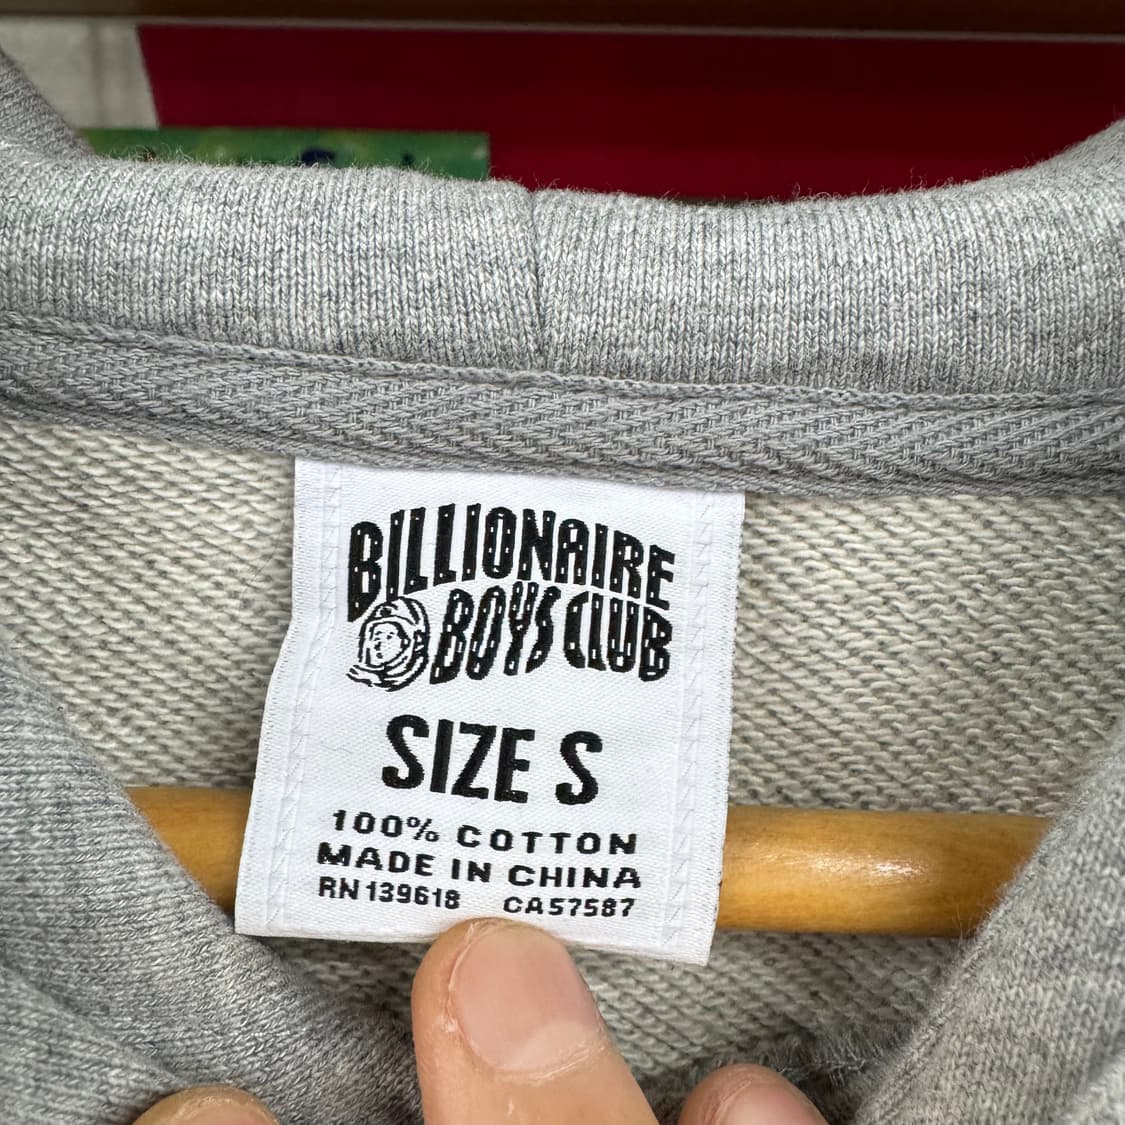 BILLIONAIRE
BOYS CLUB
SIZE S
100% COTTON
MADE IN CHINA
RN 139618 CA57587